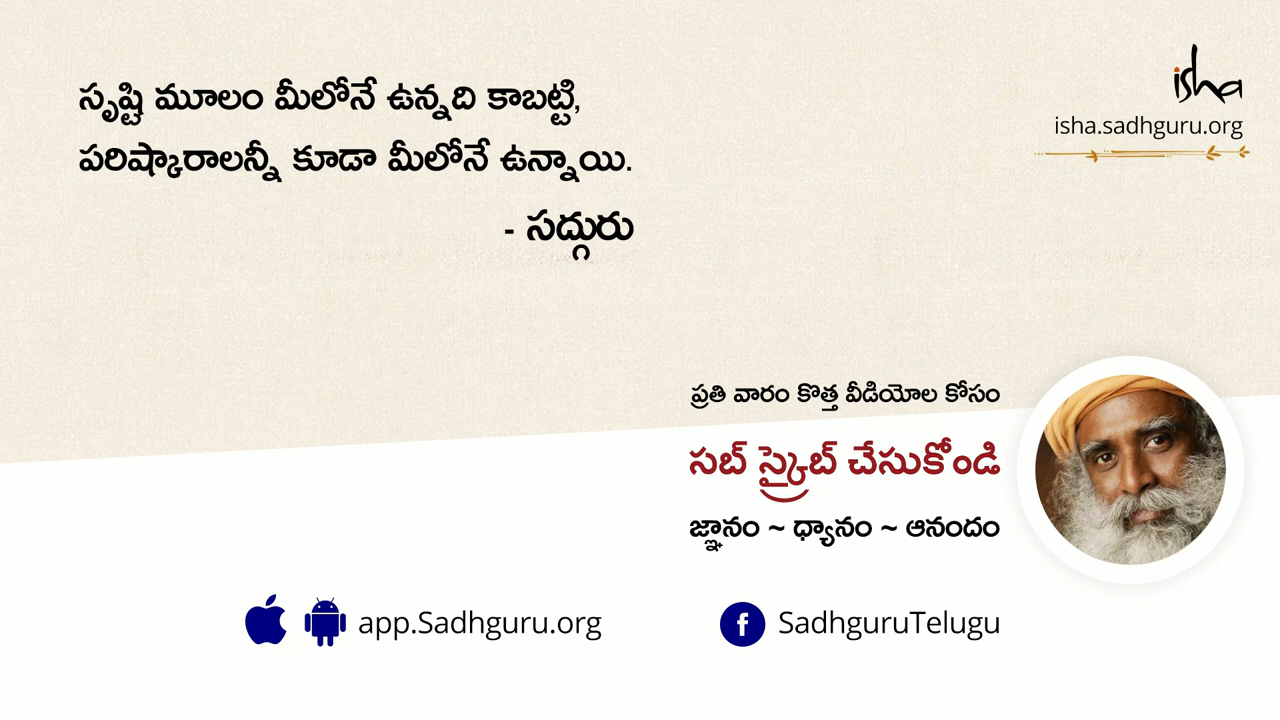 సృష్టి మూలం మీలోనే ఉన్నది కాబట్టి,
పరిష్కారాలన్నీ కూడా మీలోనే ఉన్నాయి.
- సద్గురు
isha
isha.sadhguru.org
ప్రతి వారం కొత్త వీడియోల కోసం
సబ్ స్క్రైబ్ చేసుకోండి
జ్ఞానం ~ ధ్యానం ~ ఆనందం
app.Sadhguru.org
f SadhguruTelugu